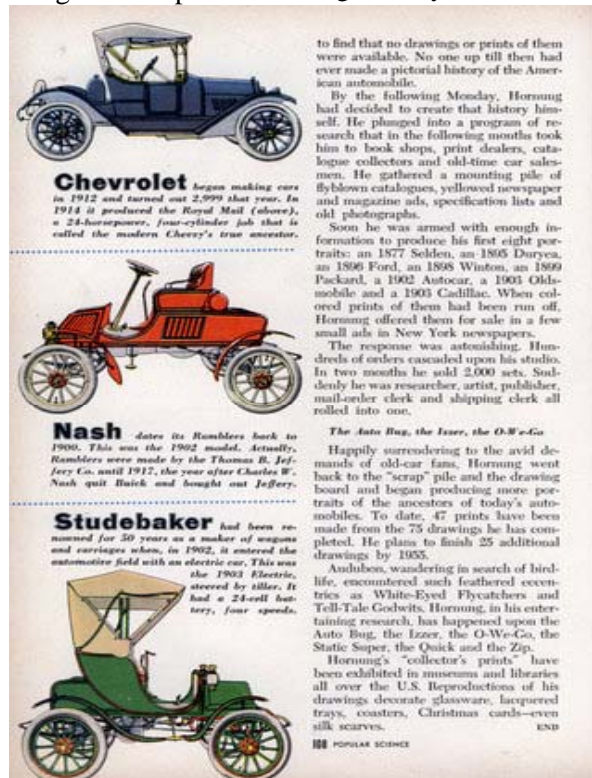 Chevrolet began making cars
in 1912 and turned out 2,999 that year. In
1914 it produced the Royal Mail (above),
a 24-horsepower, four-cylinder job that is
called the modern Chevvy's true ancestor.
Nash dates its Ramblers back to
1900. This was the 1902 model. Actually,
Ramblers were made by the Thomas B. Jef-
fery Co. until 1917, the year after Charles W.
Nash quit Buick and bought out Jeffery.
Studebaker had been re-
nowned for 50 years as a maker of wagons
and carriages when, in 1902, it entered the
automotive field with an electric car. This was
the 1903 Electric,
steered by tiller. It
had a 24-cell bat-
tery, four speeds.
to find that no drawings or prints of them
were available. No one up till then had
ever made a pictorial history of the Amer-
ican automobile.
By the following Monday, Hornung
had decided to create that history him-
self. He plunged into a program of re-
search that in the following months took
him to book shops, print dealers, cata-
logue collectors and old-time car sales-
men. He gathered a mounting pile of
flyblown catalogues, yellowed newspaper
and magazine ads, specification lists and
old photographs.
Soon he was armed with enough in-
formation to produce his first eight por-
traits: an 1877 Selden, an 1895 Duryea,
an 1896 Ford, an 1898 Winton, an 1899
Packard, a 1902 Autocar, a 1903 Olds-
mobile and a 1903 Cadillac. When col-
ored prints of them had been run off,
Hornung offered them for sale in a few
small ads in New York newspapers.
The response was astonishing. Hun-
dreds of orders cascaded upon his studio.
In two months he sold 2,000 sets. Sud-
denly he was researcher, artist, publisher,
mail-order clerk and shipping clerk all
rolled into one.
The Auto Bug, the Izzer, the O-We-Go
Happily surrendering to the avid de-
mands of old-car fans, Hornung went
back to the "scrap" pile and the drawing
board and began producing more por-
traits of the ancestors of today's auto-
mobiles. To date, 47 prints have been
made from the 75 drawings he has com-
pleted. He plans to finish 25 additional
drawings by 1955.
Audubon, wandering in search of bird-
life, encountered such feathered eccen-
trics as White-Eyed Flycatchers and
Tell-Tale Godwits. Hornung, in his enter-
taining research, has happened upon the
Auto Bug, the Izzer, the O-We-Go, the
Static Super, the Quick and the Zip.
Hornung's "collector's prints" have
been exhibited in museums and libraries
all over the U.S. Reproductions of his
drawings decorate glassware, lacquered
trays, coasters, Christmas cards—even
silk scarves. END
108 POPULAR SCIENCE